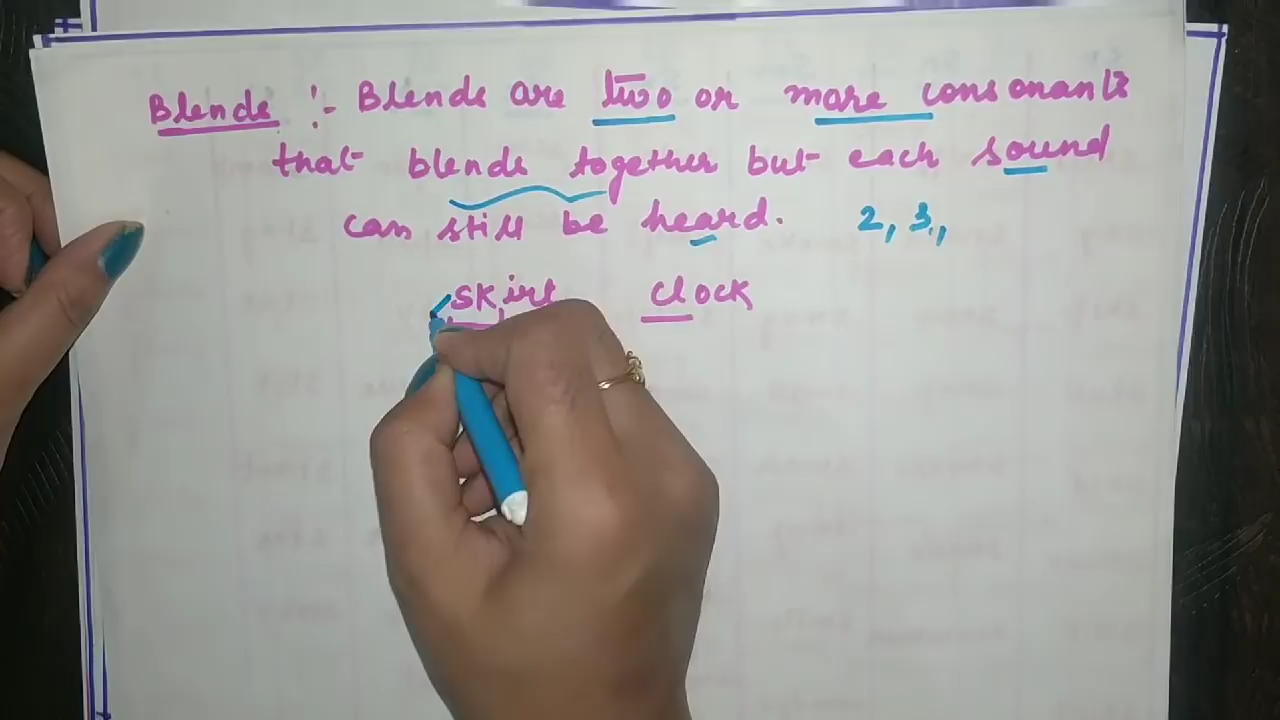 Blends :- Blends are two or more consonants
that blends together but each sound
can still be heard. 2, 3,,
skirt clock